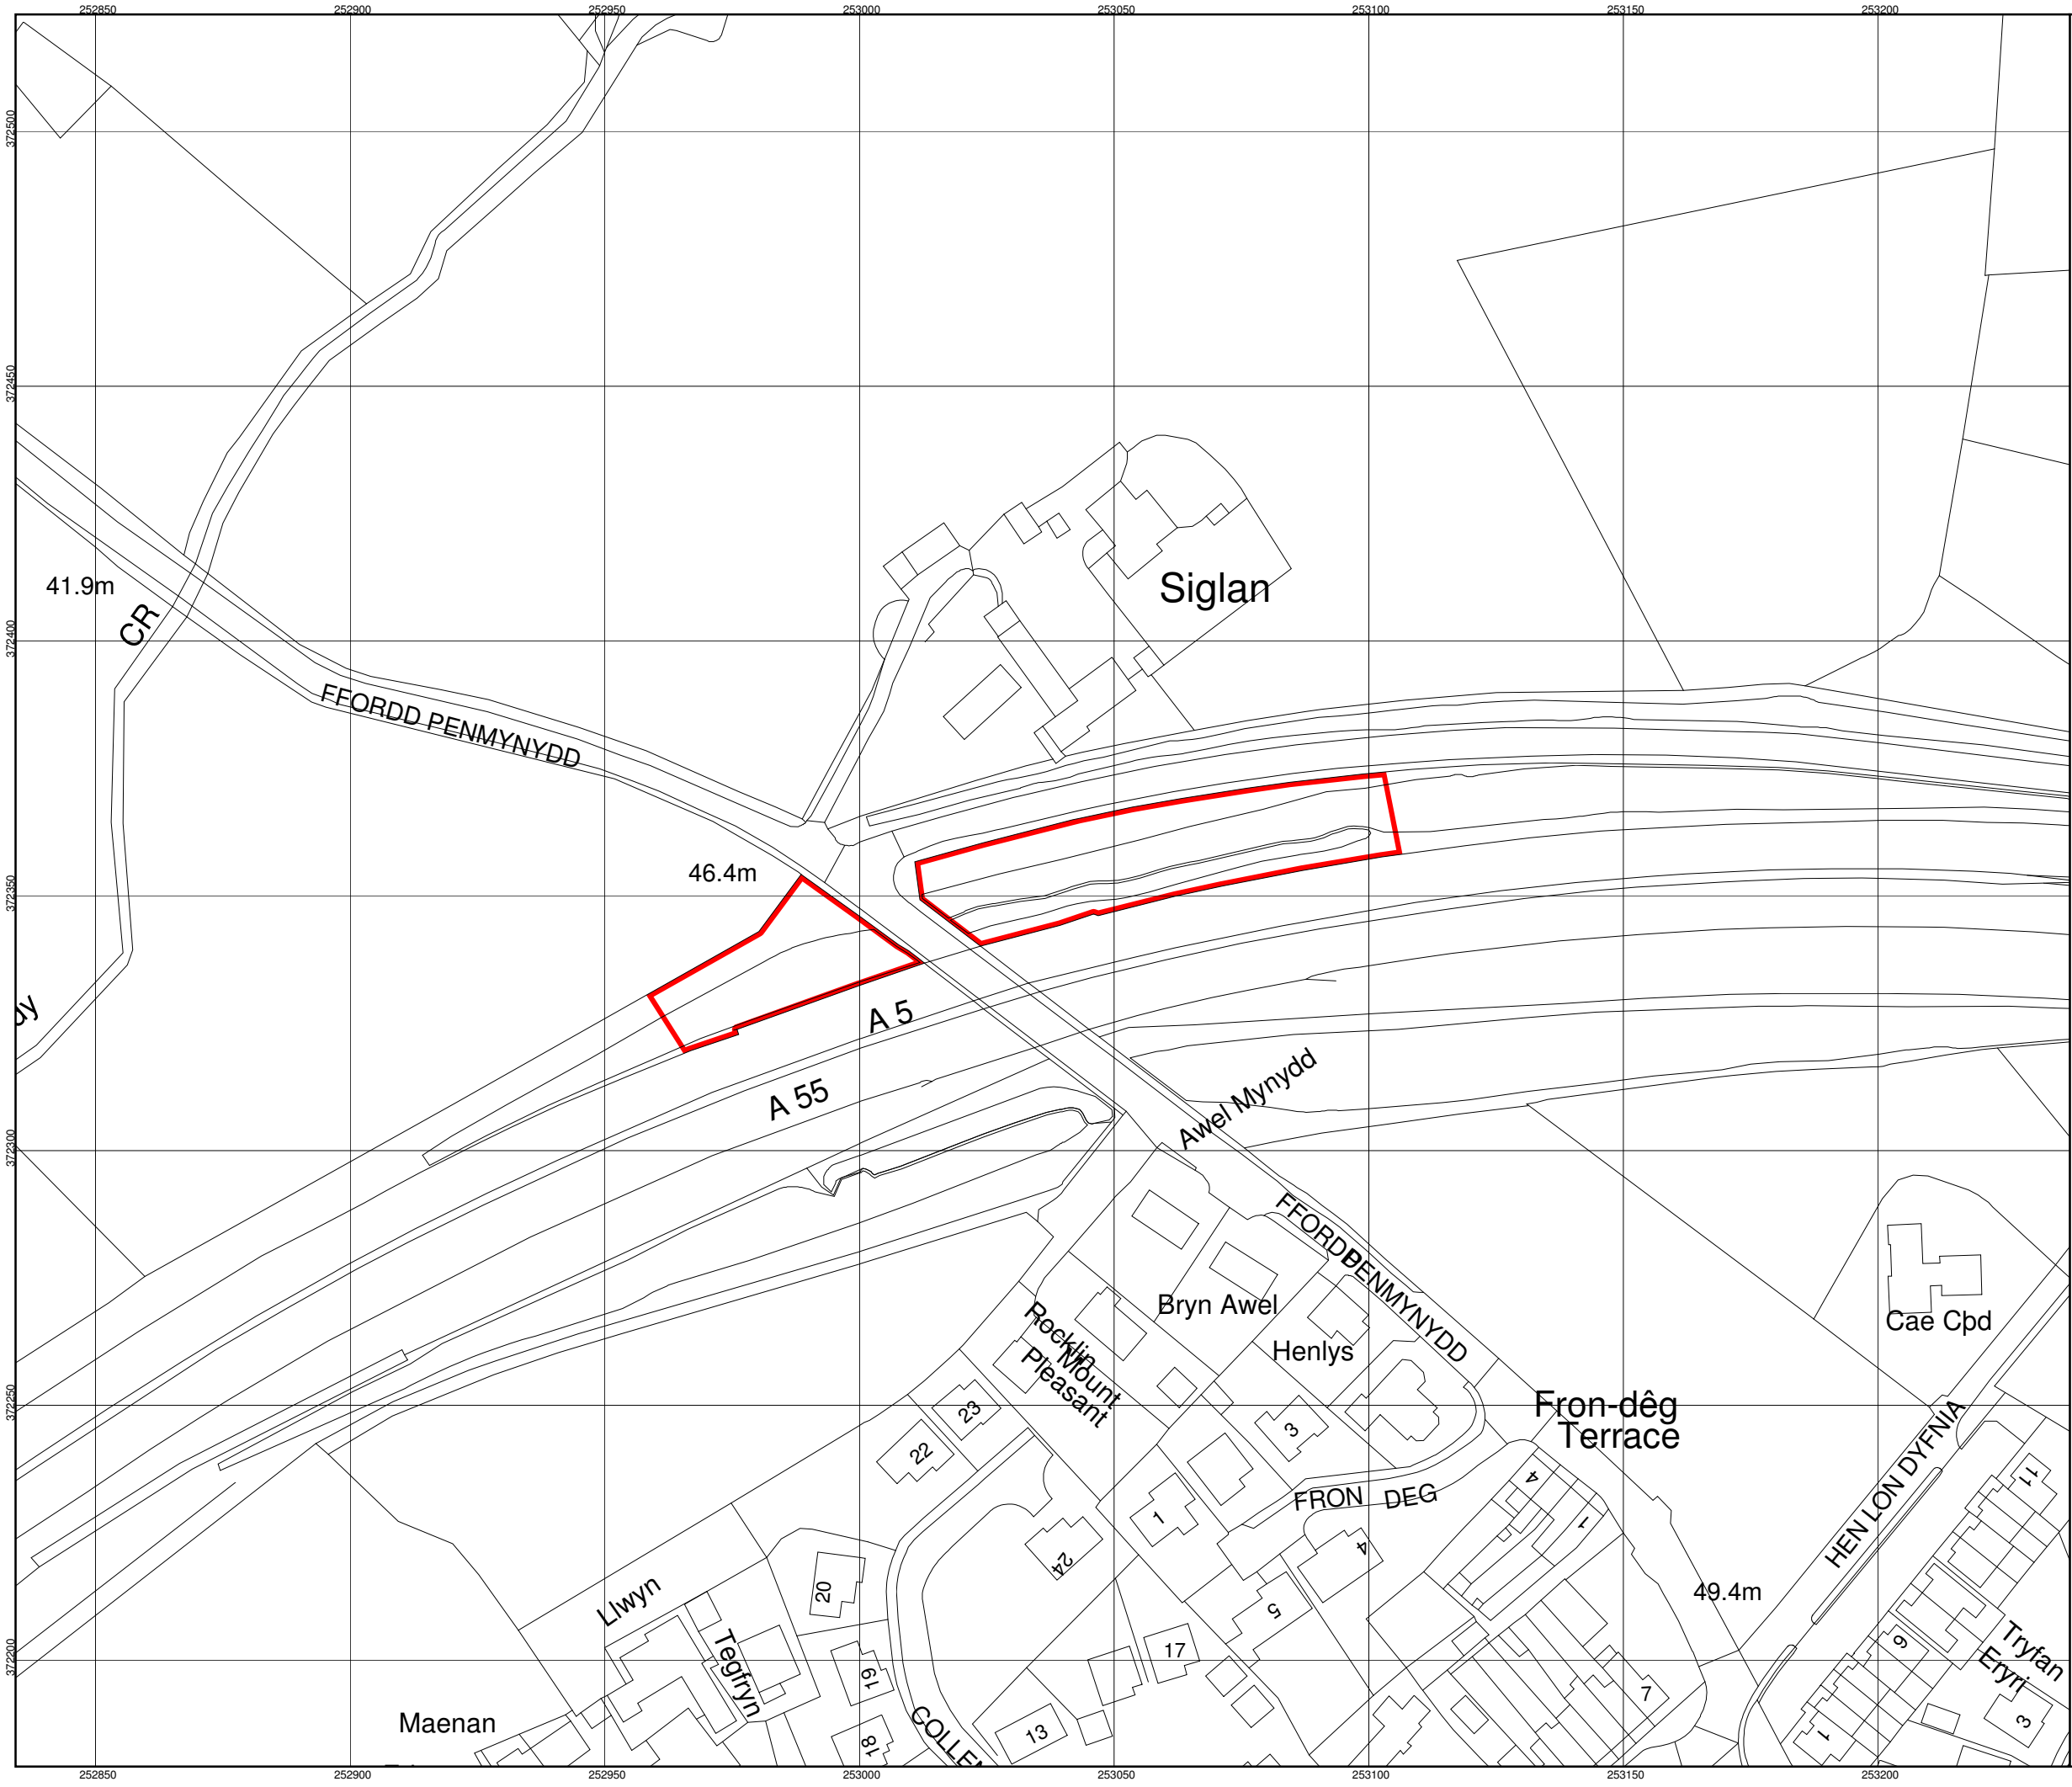 252850 252900 252950 253000 253050 253100 253150 253200
372500
372450
41.9m
CR
Siglan
372400
FFORDD PENMYNYDD
46.4m
372350
A 5
A 55
Awel Mynydd
372300
FFORDD PENMYNYDD
Bryn Awel
Cae Cþd
Henlys
Rocklin
Mount
Pleasant
Fron-dêg
Terrace
372250
23
22
3
HEN LON DYFNIA
11
4
1
FRON DEG
1
24
4
49.4m
Llwyn
20
5
Tegfryn
17
19
9
Tryfan
Eryri
372200
7
Maenan
13
18
COLLEN
1
3
252850 252900 252950 253000 253050 253100 253150 253200